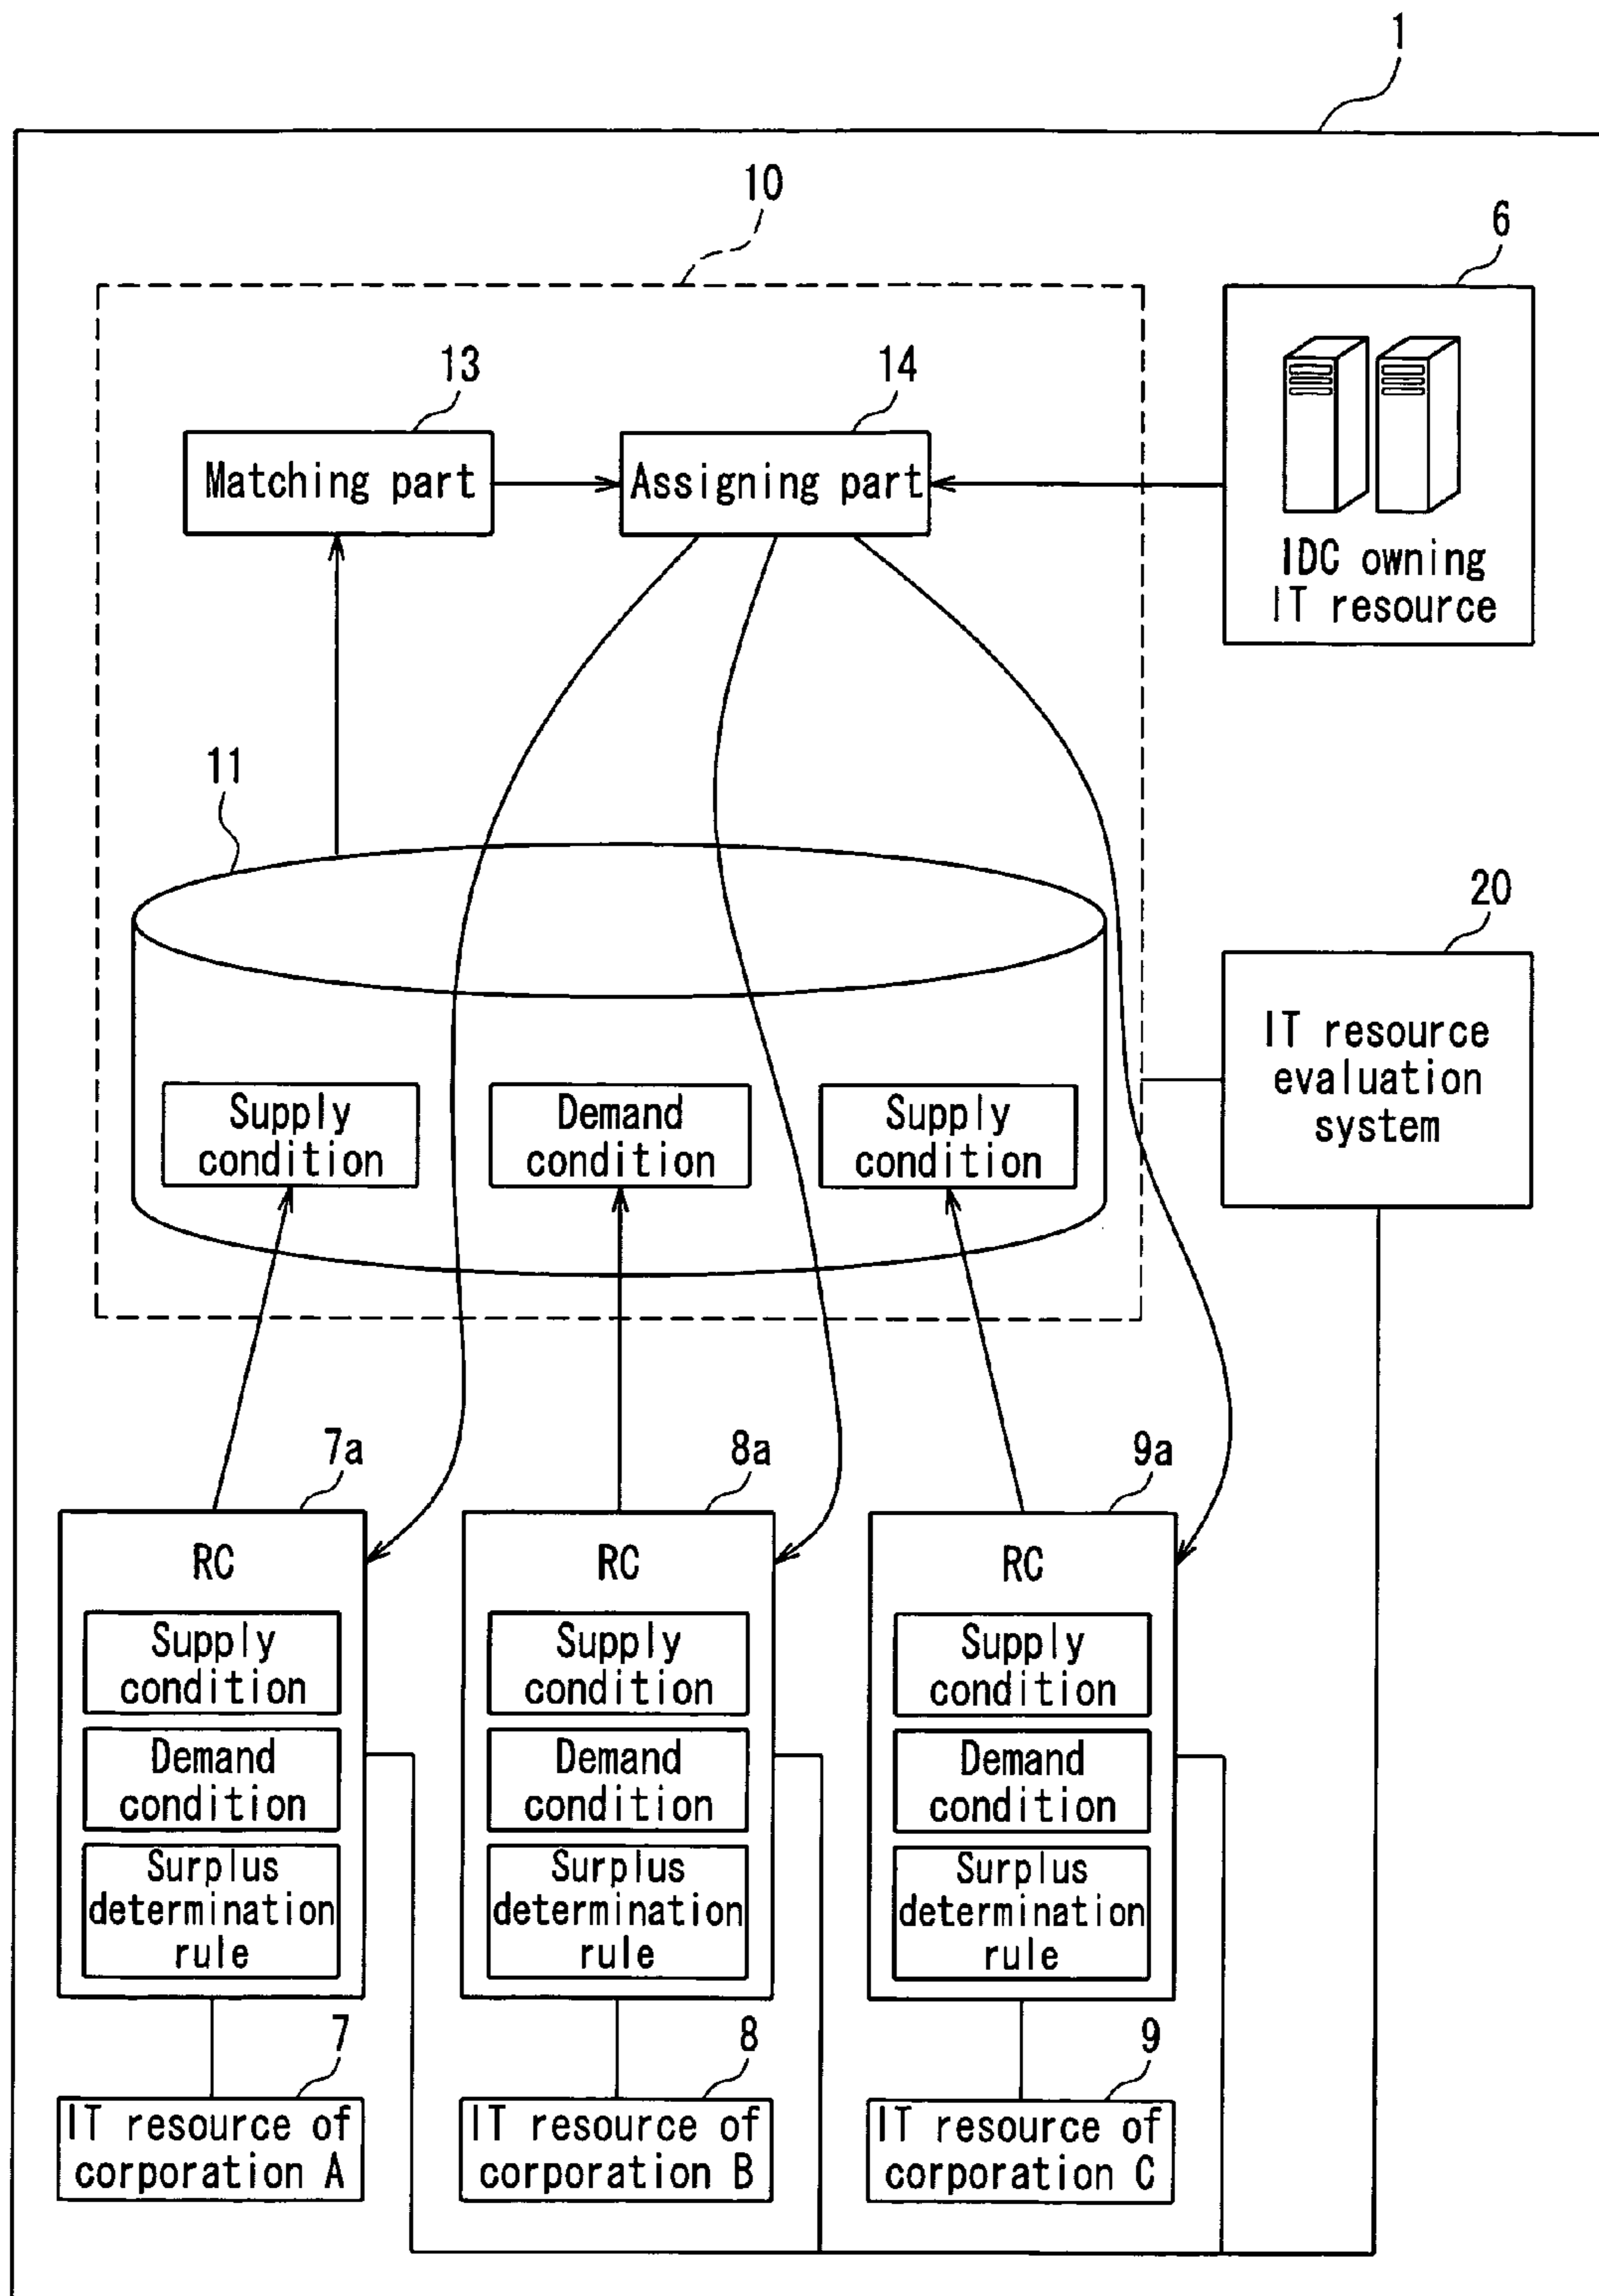 1
10
6
13
14
Matching part
Assigning part
IDC owning
IT resource
11
20
IT resource
evaluation
system
Supply
condition
Demand
condition
Supply
condition
7a
8a
9a
RC
Supply
condition
Demand
condition
Surplus
determination
rule
RC
Supply
condition
Demand
condition
Surplus
determination
rule
RC
Supply
condition
Demand
condition
Surplus
determination
rule
7
8
9
IT resource of
corporation A
IT resource of
corporation B
IT resource of
corporation C